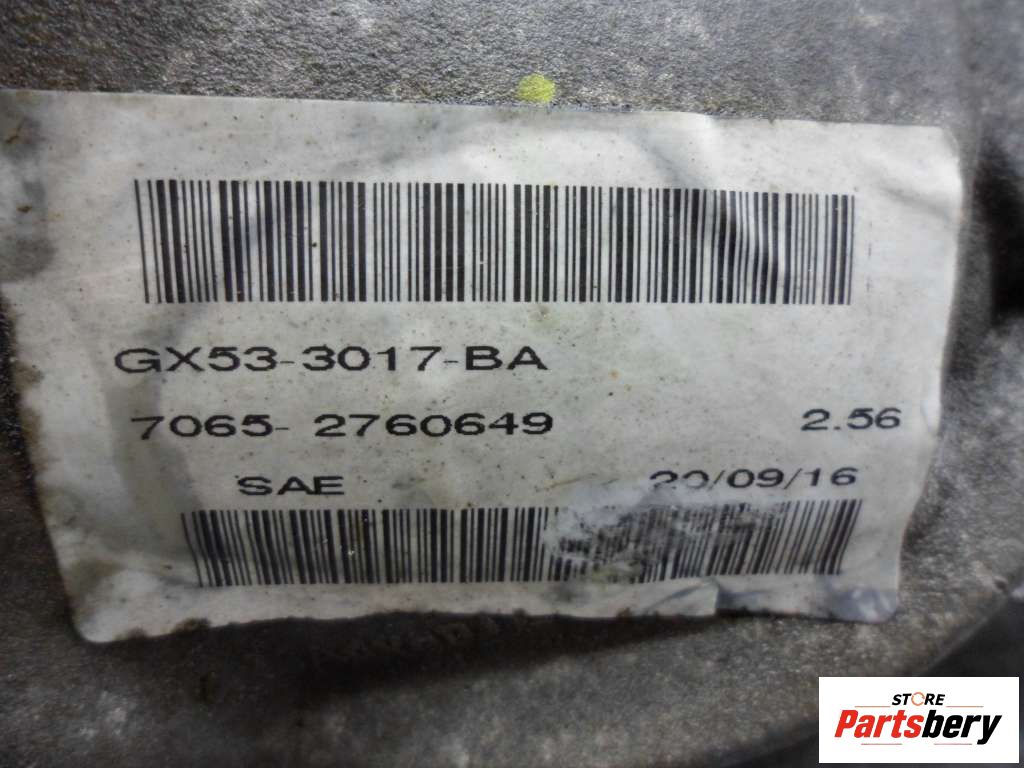 GX53-3017-BA
7065- 2760649 2.56
SAE 20/09/16
STORE
Partsbery